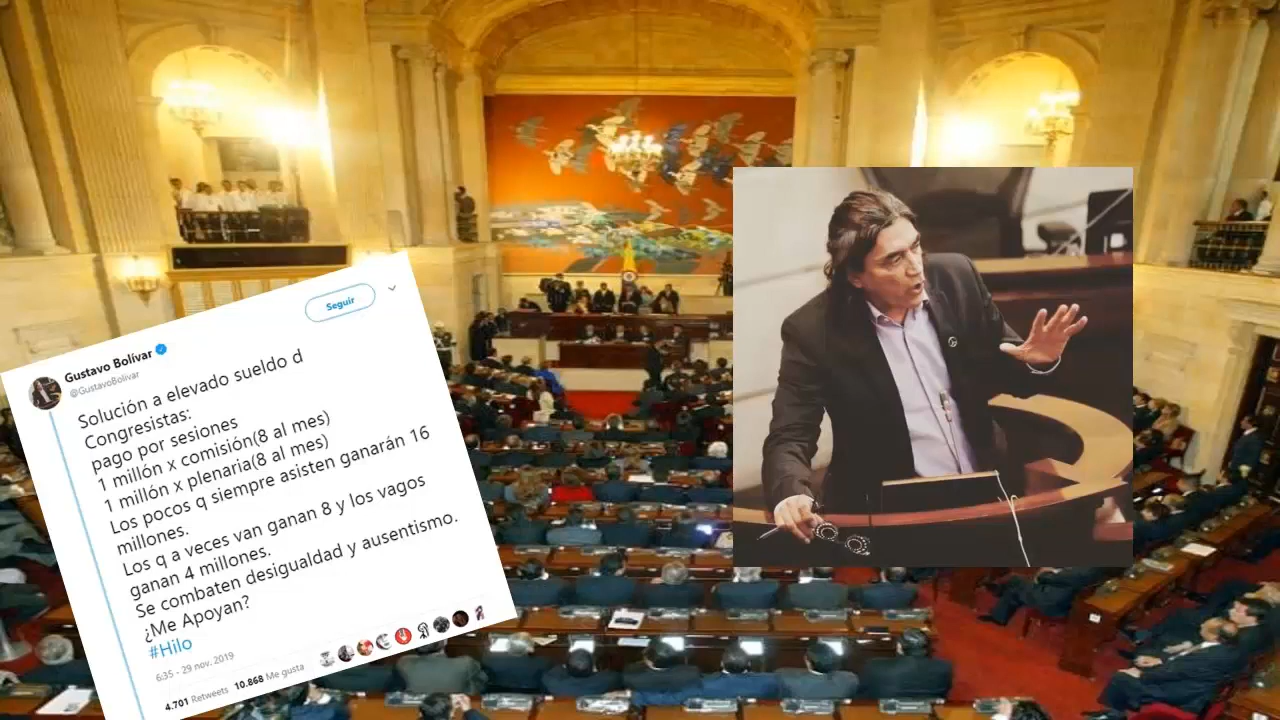 Gustavo Bolívar
@GustavoBolivar
Seguir
Solución a elevado sueldo d
Congresistas:
pago por sesiones
1 millón x comisión(8 al mes)
1 millón x plenaria(8 al mes)
Los pocos q siempre asisten ganarán 16
millones.
Los q a veces van ganan 8 y los vagos
ganan 4 millones.
Se combaten desigualdad y ausentismo.
¿Me Apoyan?
#Hilo
6:35 - 29 nov. 2019
4.701 Retweets 10.868 Me gusta